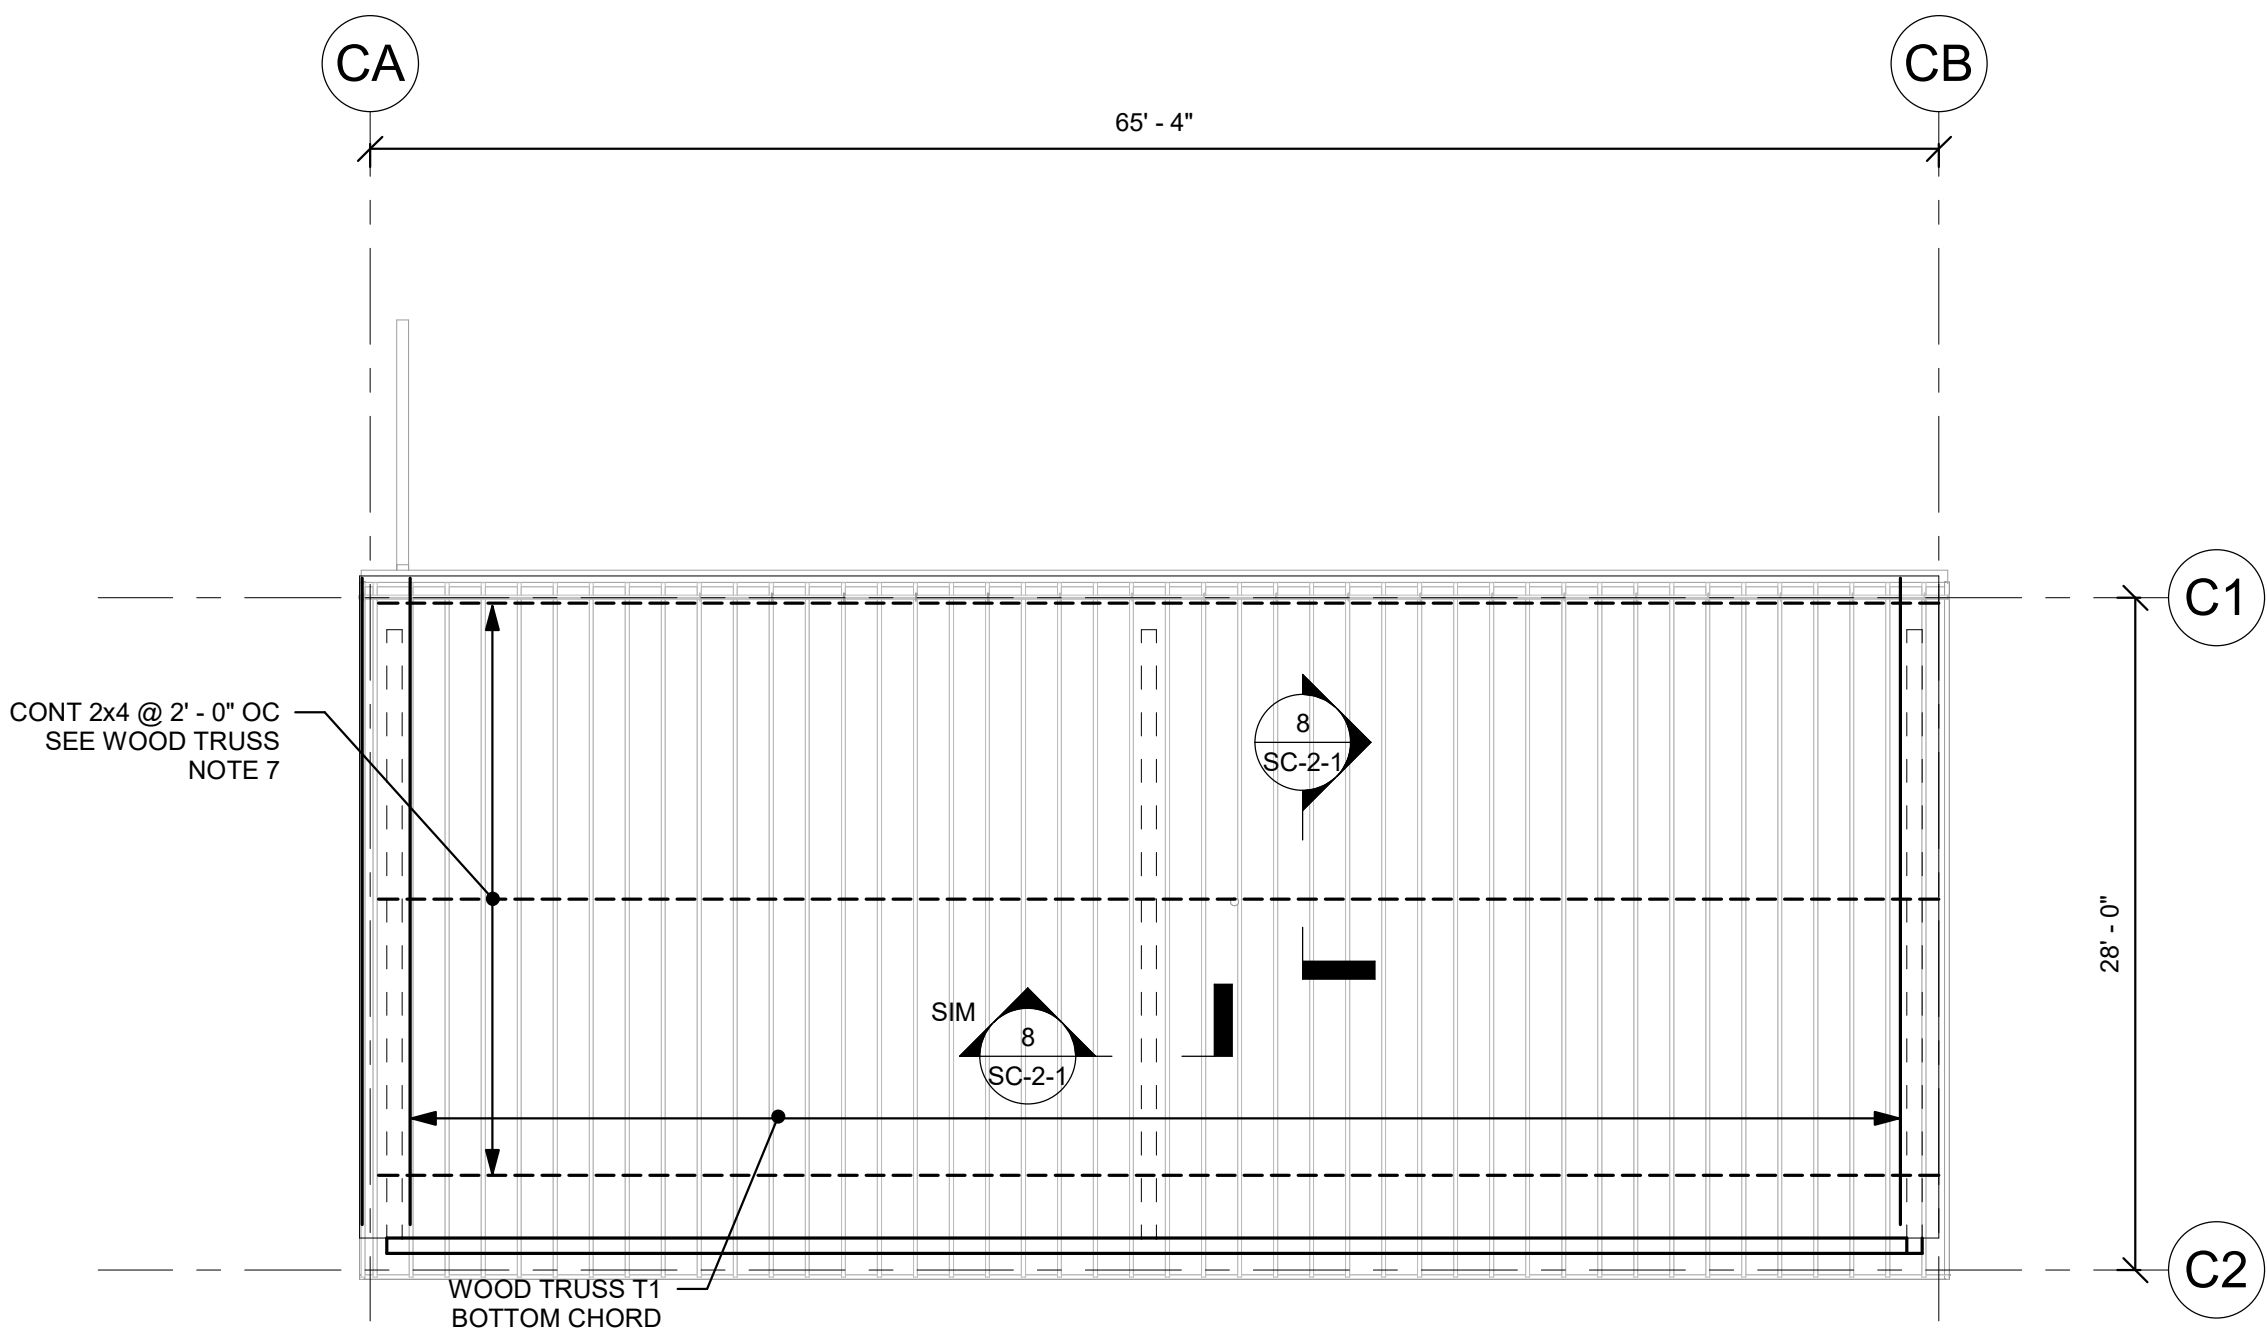 CA
CB
65' - 4"
C1
CONT 2x4 @ 2' - 0" OC
SEE WOOD TRUSS
NOTE 7
8
SC-2-1
28' - 0"
SIM
8
SC-2-1
C2
WOOD TRUSS T1
BOTTOM CHORD